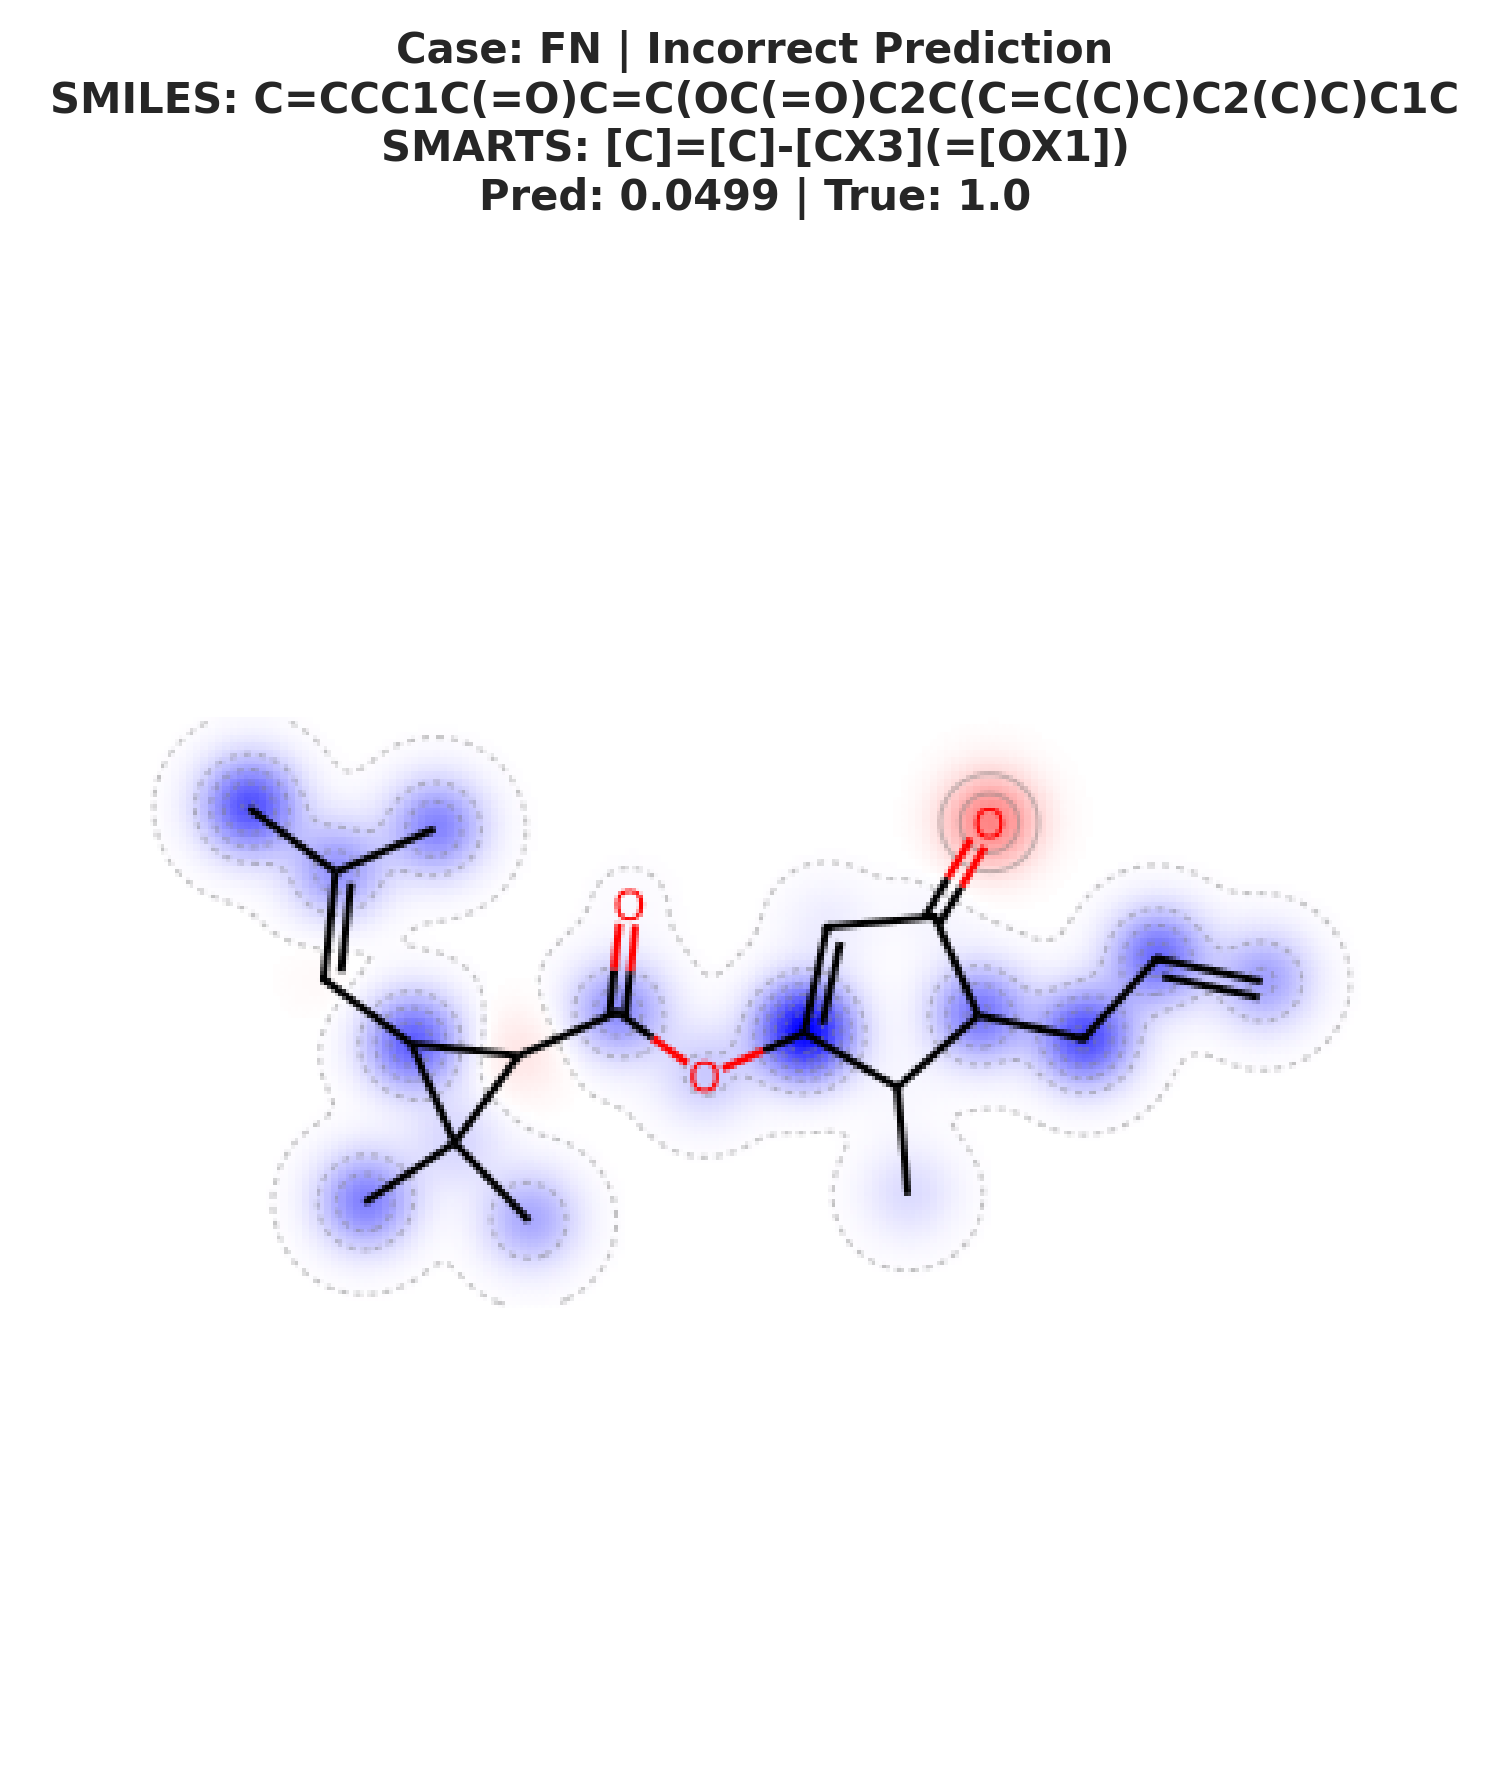 Case: FN | Incorrect Prediction
SMILES: C=CCC1C(=O)C=C(OC(=O)C2C(C=C(C)C)C2(C)C)C1C
SMARTS: [C]=[C]-[CX3](=[OX1])
Pred: 0.0499 | True: 1.0
O
O
O